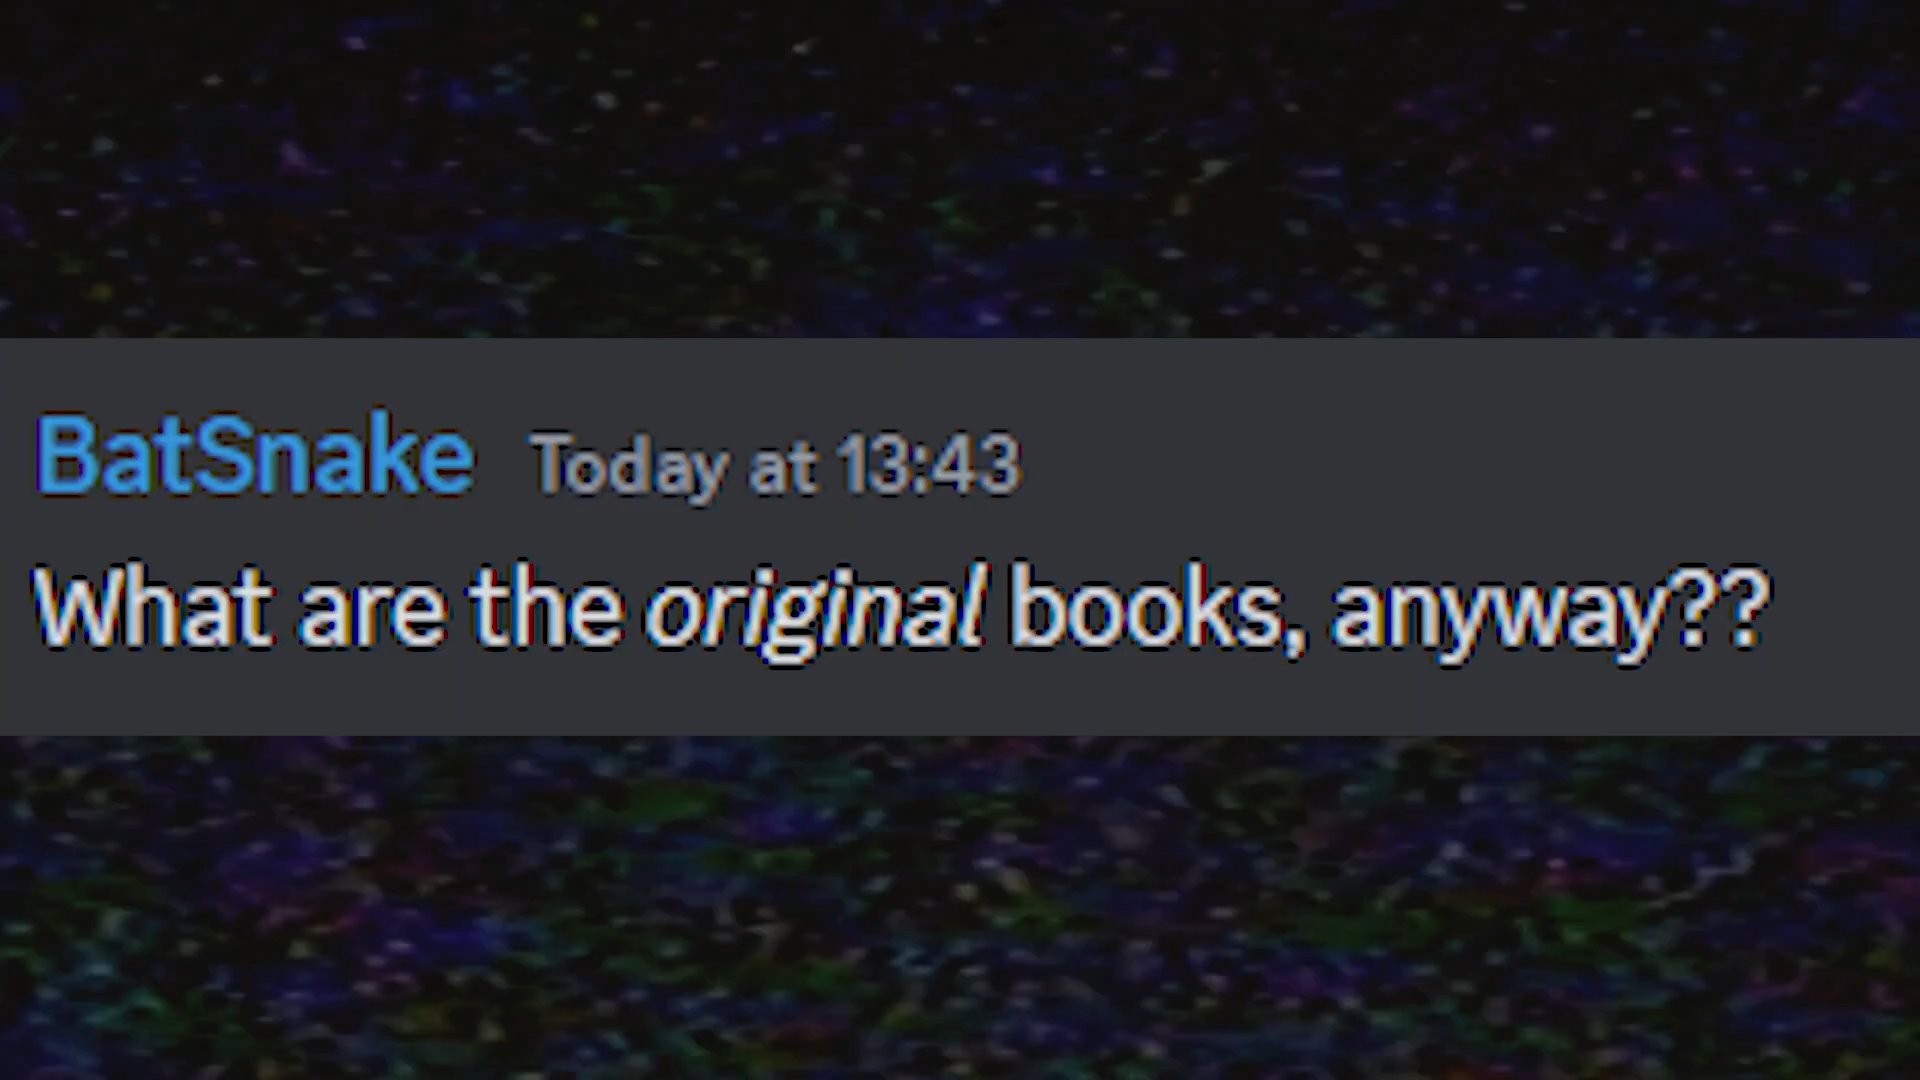 BatSnake Today at 13:43
What are the original books, anyway??